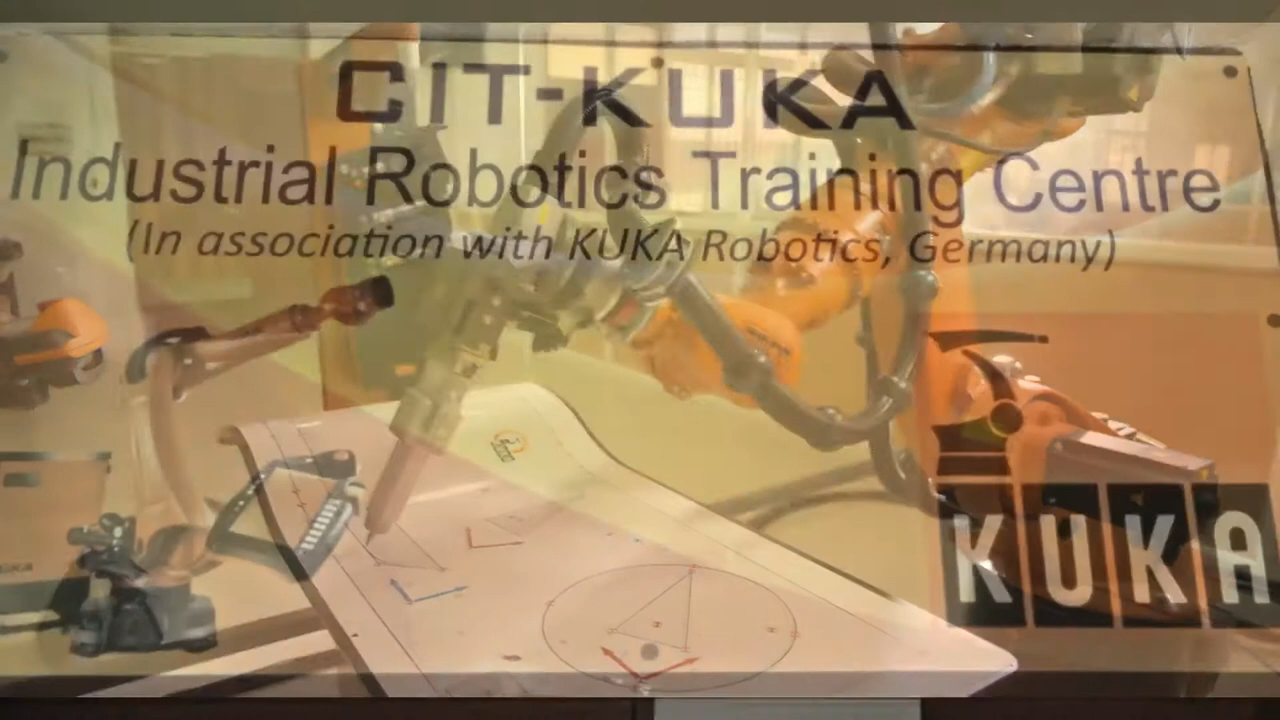 CIT-KUKA
Industrial Robotics Training Centre
(In association with KUKA Robotics, Germany)
KUKA